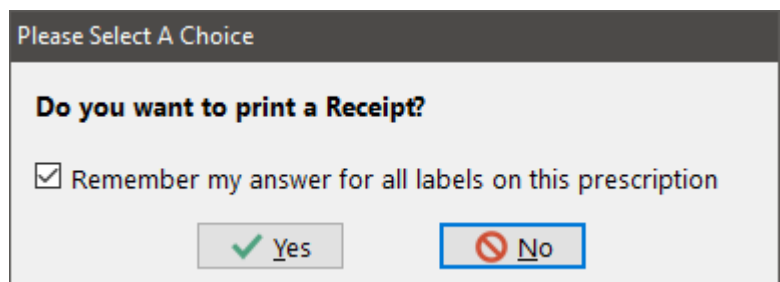 Please Select A Choice
Do you want to print a Receipt?
Remember my answer for all labels on this prescription
Yes No